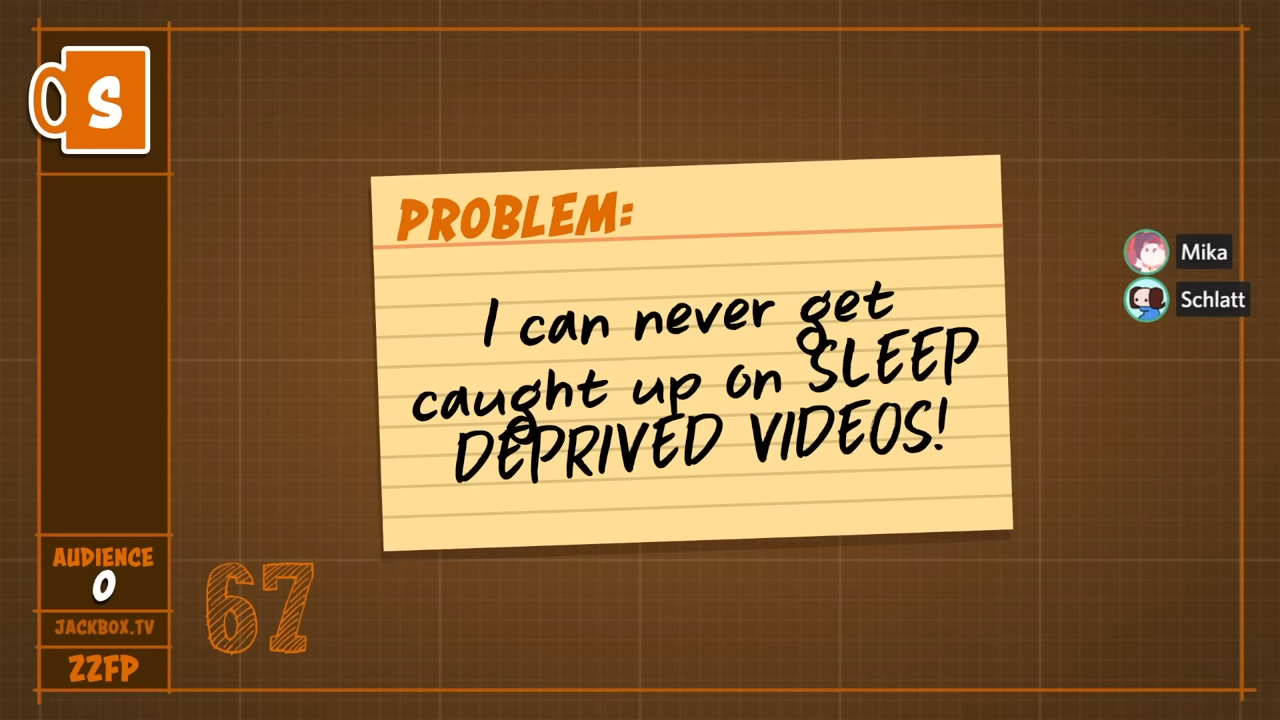 S
PROBLEM:
I can never get
caught up on SLEEP
DEPRIVED VIDEOS!
Mika
Schlatt
AUDIENCE
0
JACKBOX.TV
ZZFP
67